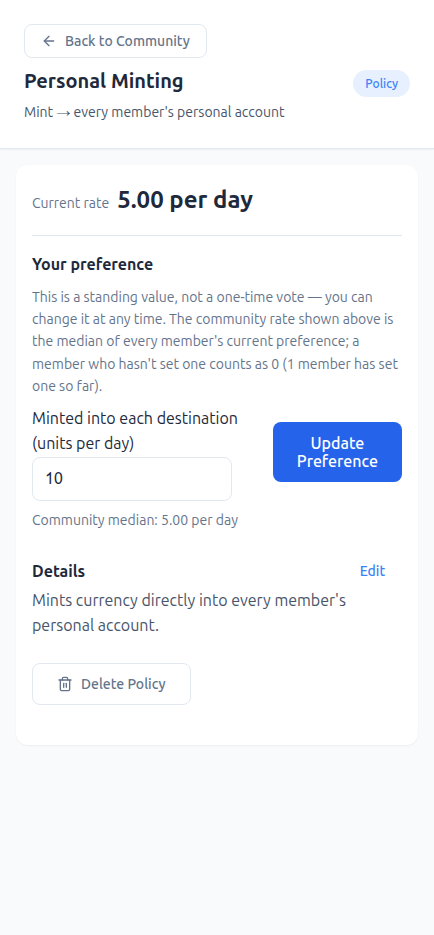 Back to Community
Personal Minting
Policy
Mint → every member's personal account
Current rate 5.00 per day
Your preference
This is a standing value, not a one-time vote — you can
change it at any time. The community rate shown above is
the median of every member's current preference; a
member who hasn't set one counts as 0 (1 member has set
one so far).
Minted into each destination
(units per day)
10
Update
Preference
Community median: 5.00 per day
Details
Edit
Mints currency directly into every member's
personal account.
Delete Policy